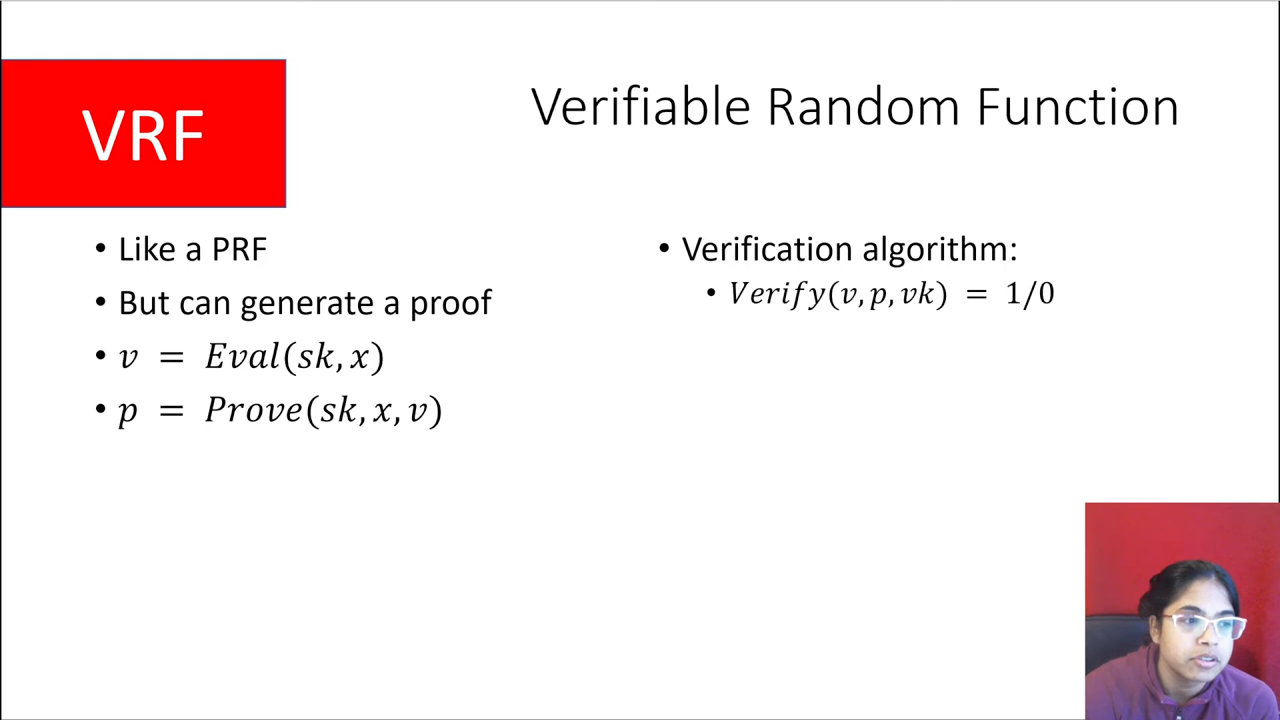 VRF
Verifiable Random Function
• Like a PRF
• But can generate a proof
• v = Eval(sk, x)
• p = Prove(sk, x, v)
• Verification algorithm:
• Verify(v, p, vk) = 1/0